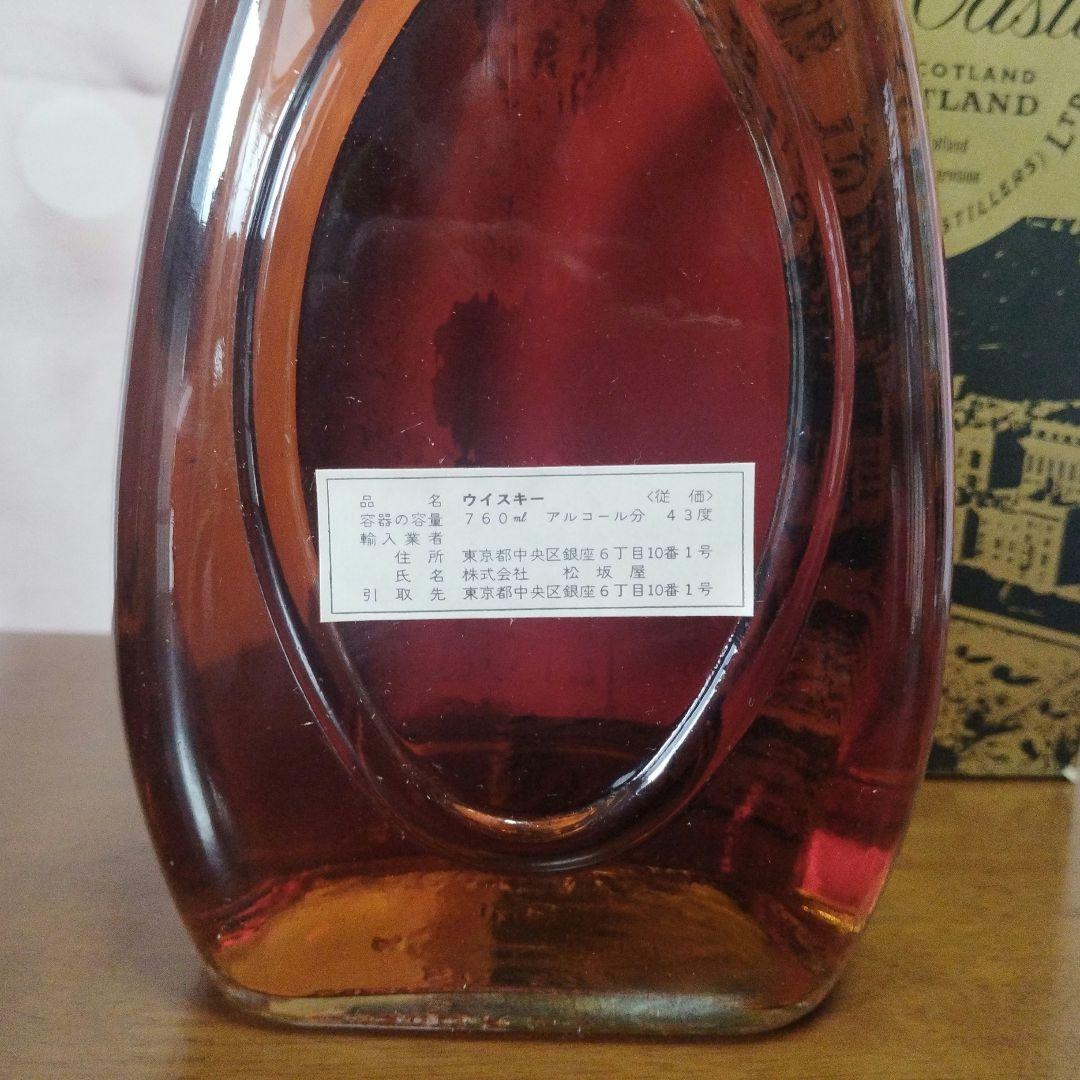 COTLAND
TLAND
STILLERS) LTD
品名 ウイスキー 〈従価〉
容器の容量 760㎖ アルコール分 43度
輸入業者
住所 東京都中央区銀座6丁目10番1号
氏名 株式会社 松坂屋
引取先 東京都中央区銀座6丁目10番1号